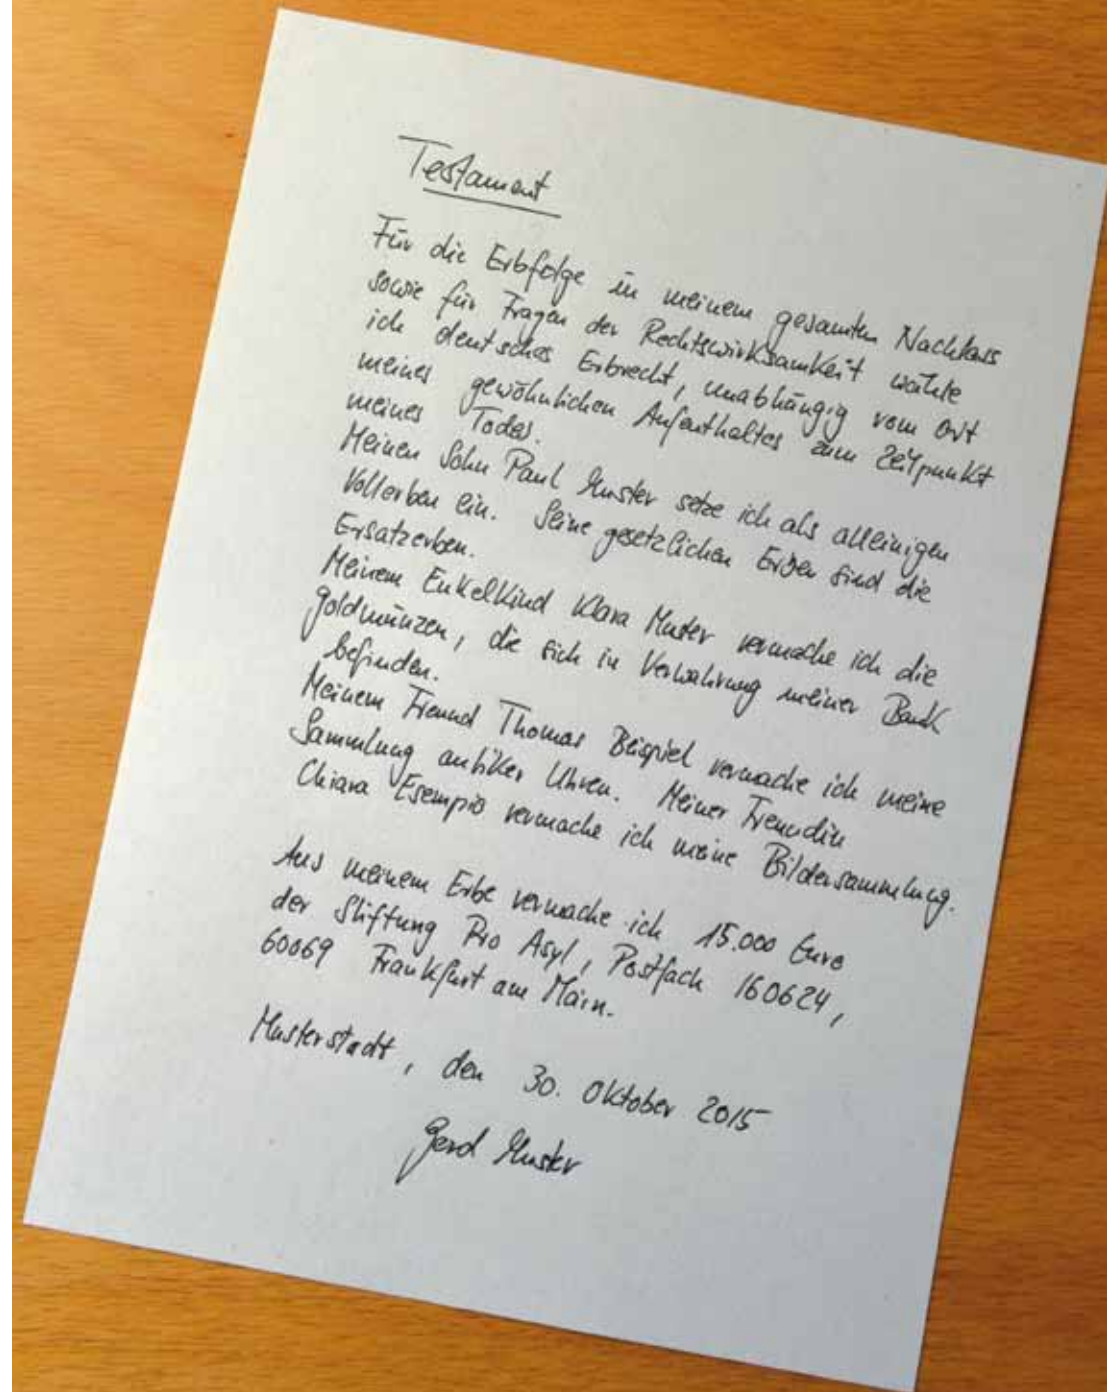 Testament
Für die Erbfolge in meinem gesamten Nachlass
sowie für Fragen der Rechtswirksamkeit wähle
ich deutsches Erbrecht, unabhängig vom Ort
meines gewöhnlichen Aufenthaltes zum Zeitpunkt
meines Todes.
Meinen Sohn Paul Muster setze ich als alleinigen
Vollerben ein. Seine gesetzlichen Erben sind die
Ersatzerben.
Meinem Enkelkind Klara Muster vermache ich die
Goldmünzen, die sich in Verwahrung meiner Bank
befinden.
Meinem Freund Thomas Beispiel vermache ich meine
Sammlung antiker Uhren. Meiner Freundin
Chiara Esempio vermache ich meine Bildersammlung.
Aus meinem Erbe vermache ich 15.000 Euro
der Stiftung Pro Asyl, Postfach 160624,
60069 Frankfurt am Main.
Musterstadt, den 30. Oktober 2015
Gerd Muster